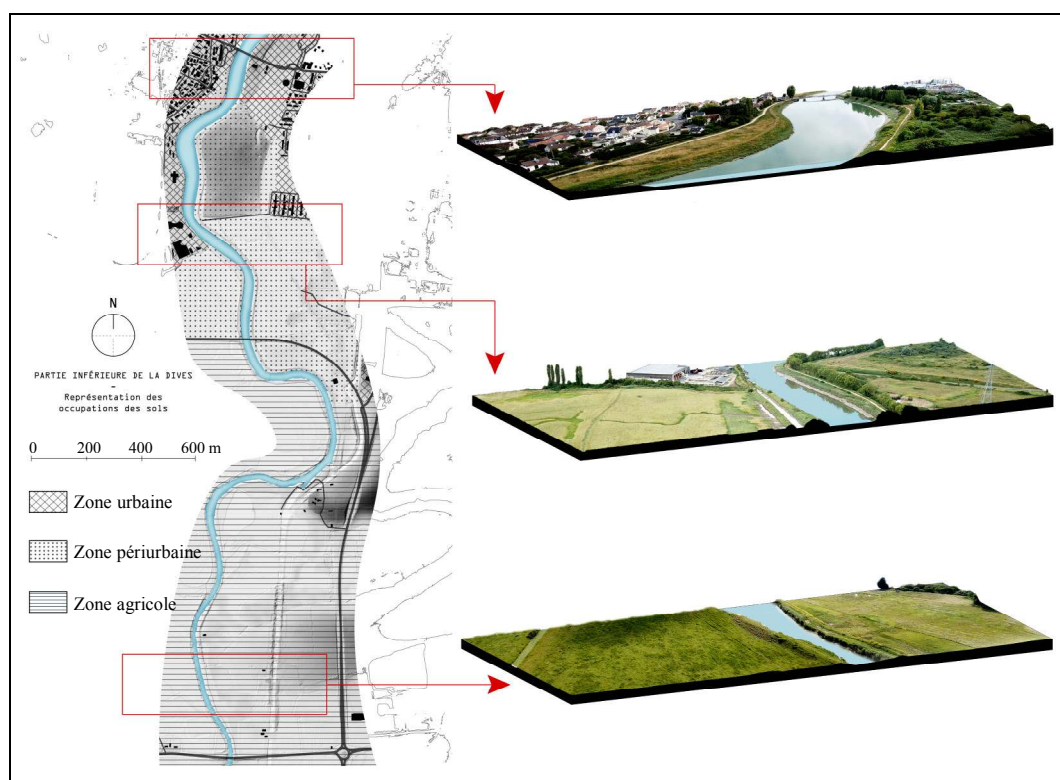 N
PARTIE INFÉRIEURE DE LA DIVES
–
Représentation des
occupations des sols
0 200 400 600 m
Zone urbaine
Zone périurbaine
Zone agricole